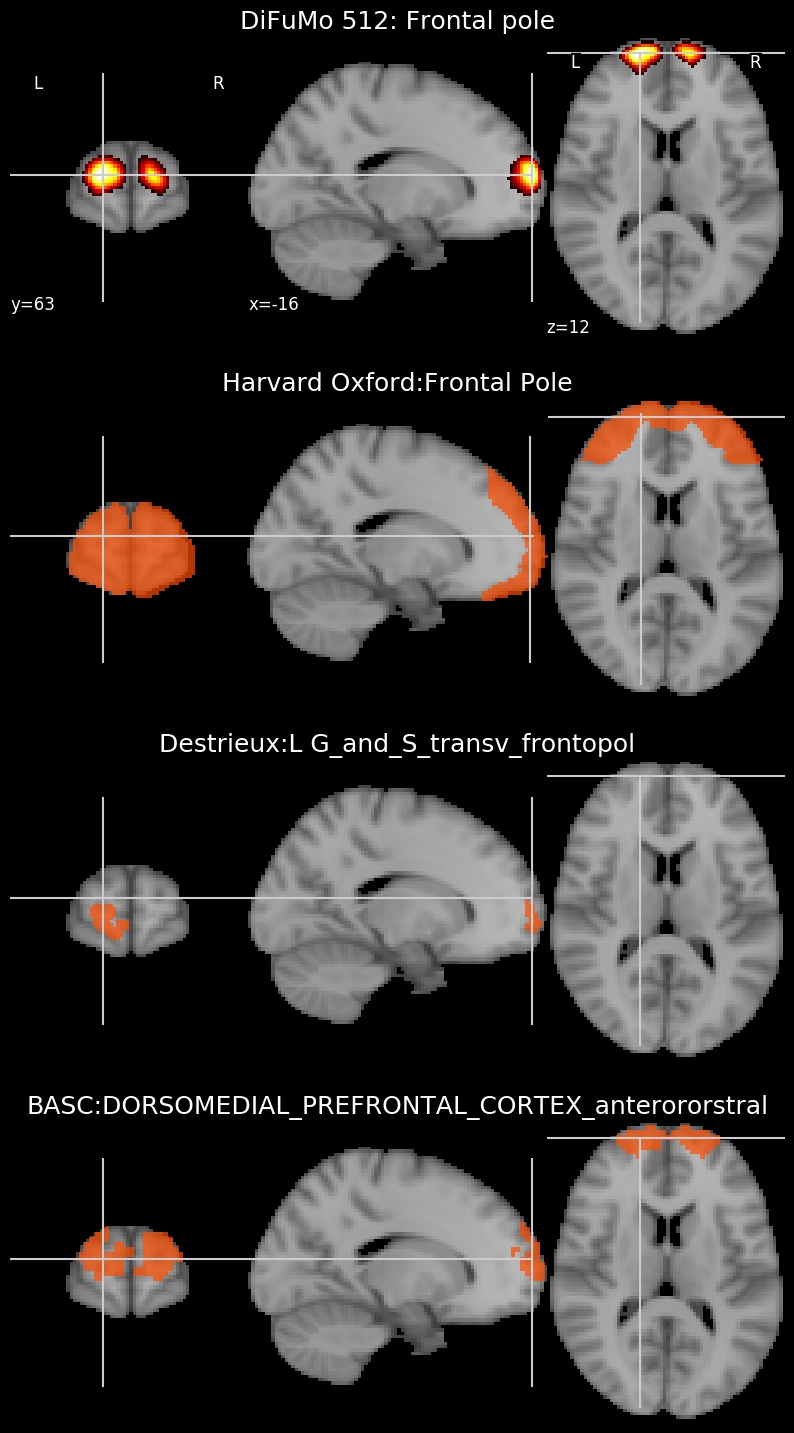 DiFuMo 512: Frontal pole
L R L R
y=63 x=-16 z=12
Harvard Oxford:Frontal Pole
Destrieux:L G_and_S_transv_frontopol
BASC:DORSOMEDIAL_PREFRONTAL_CORTEX_anterororstral